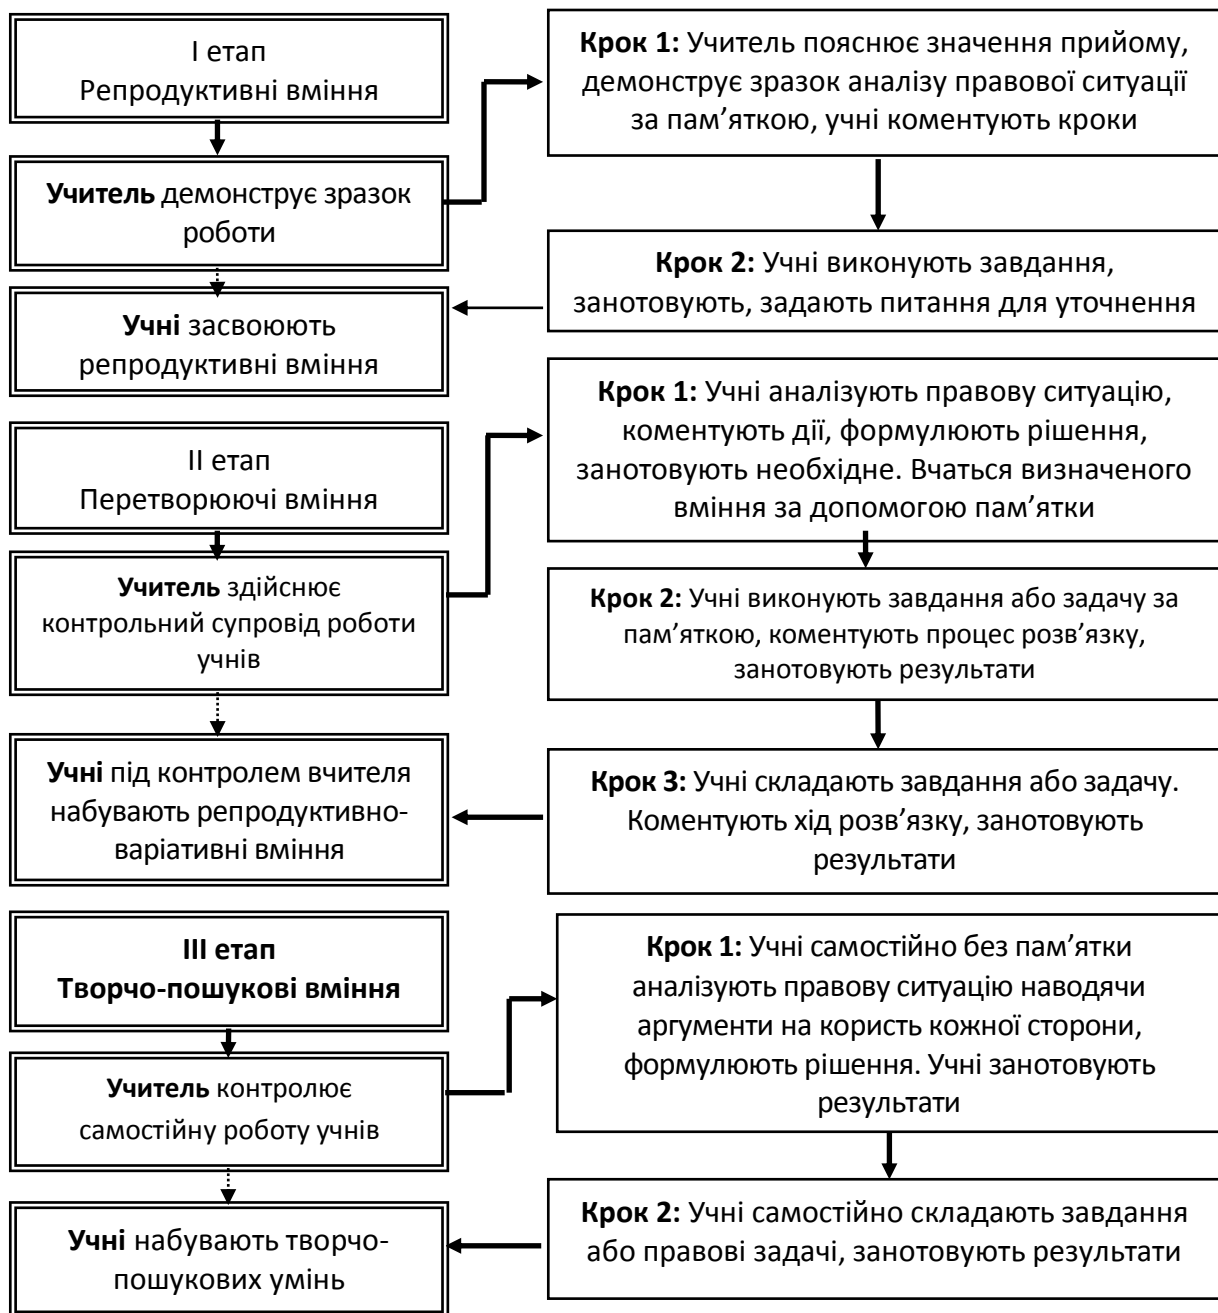 І етап
Репродуктивні вміння
Учитель демонструє зразок
роботи
Учні засвоюють
репродуктивні вміння
Крок 1: Учитель пояснює значення прийому,
демонструє зразок аналізу правової ситуації
за пам’яткою, учні коментують кроки
Крок 2: Учні виконують завдання,
занотовують, задають питання для уточнення
ІІ етап
Перетворюючі вміння
Учитель здійснює
контрольний супровід роботи
учнів
Учні під контролем вчителя
набувають репродуктивно-
варіативні вміння
Крок 1: Учні аналізують правову ситуацію,
коментують дії, формулюють рішення,
занотовують необхідне. Вчаться визначеного
вміння за допомогою пам’ятки
Крок 2: Учні виконують завдання або задачу за
пам’яткою, коментують процес розв’язку,
занотовують результати
Крок 3: Учні складають завдання або задачу.
Коментують хід розв’язку, занотовують
результати
ІІІ етап
Творчо-пошукові вміння
Учитель контролює
самостійну роботу учнів
Учні набувають творчо-
пошукових умінь
Крок 1: Учні самостійно без пам’ятки
аналізують правову ситуацію наводячи
аргументи на користь кожної сторони,
формулюють рішення. Учні занотовують
результати
Крок 2: Учні самостійно складають завдання
або правові задачі, занотовують результати